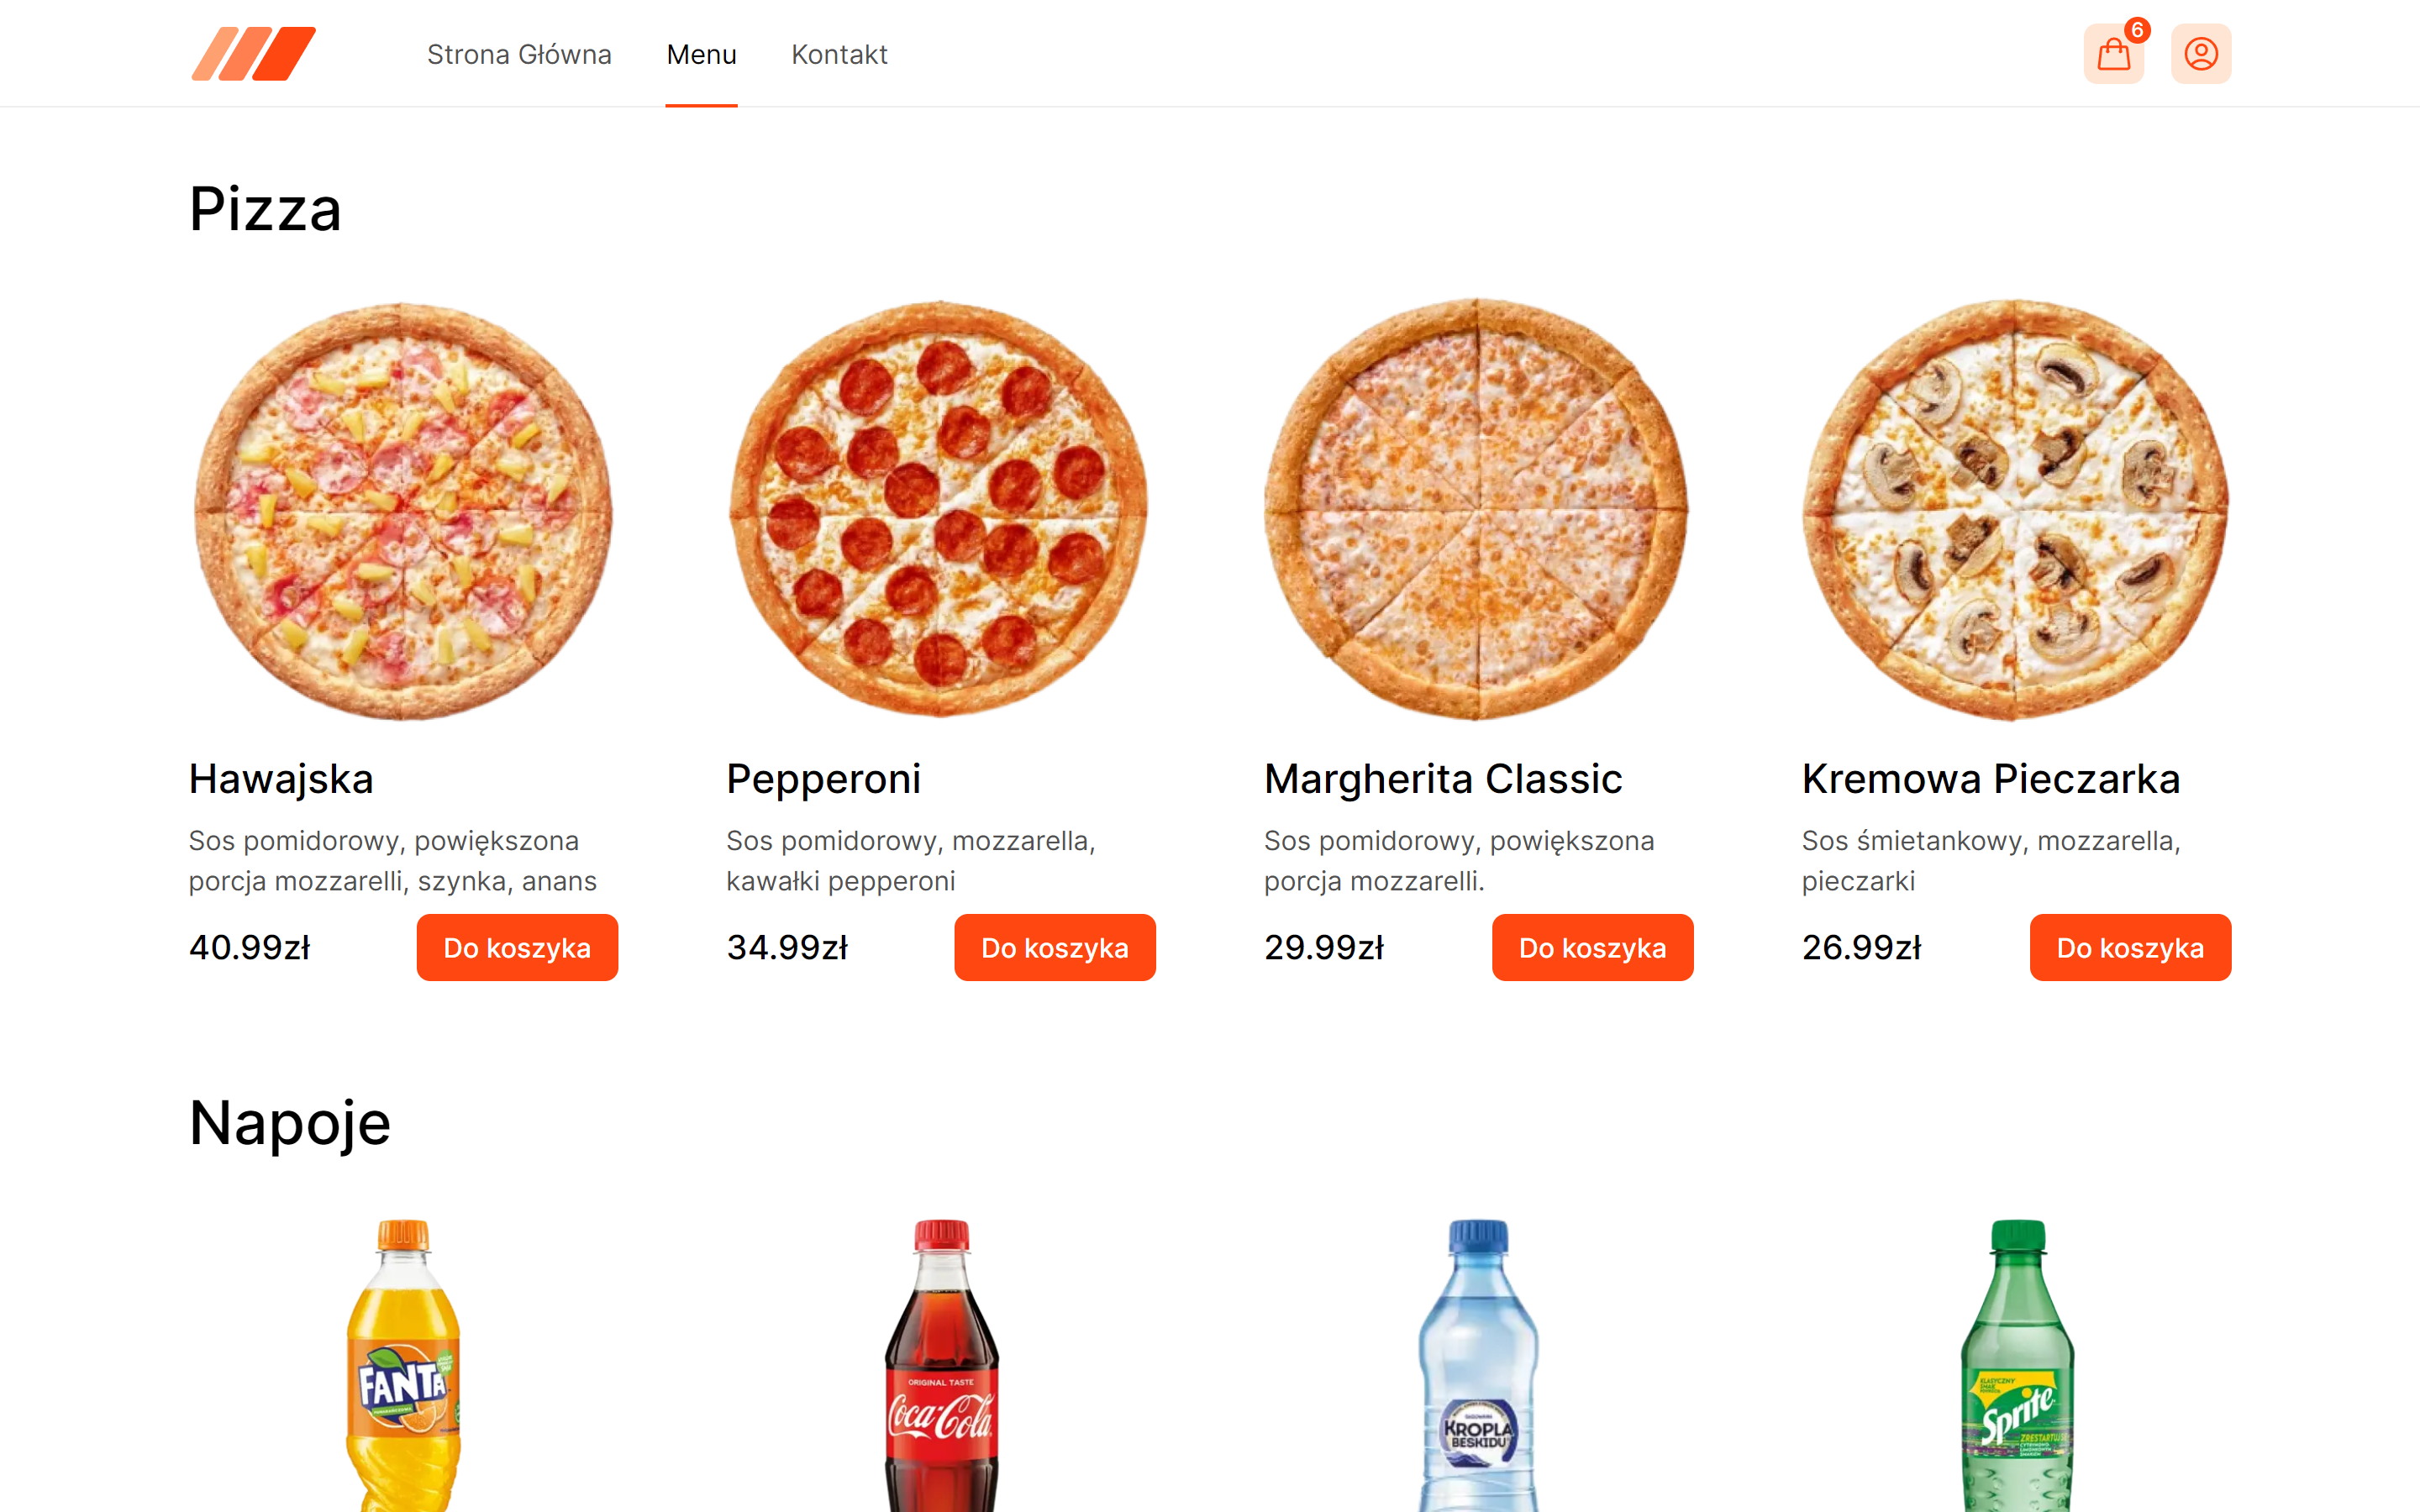 Strona Główna Menu Kontakt 6
Pizza
Hawajska
Sos pomidorowy, powiększona
porcja mozzarelli, szynka, anans
40.99zł Do koszyka
Pepperoni
Sos pomidorowy, mozzarella,
kawałki pepperoni
34.99zł Do koszyka
Margherita Classic
Sos pomidorowy, powiększona
porcja mozzarelli.
29.99zł Do koszyka
Kremowa Pieczarka
Sos śmietankowy, mozzarella,
pieczarki
26.99zł Do koszyka
Napoje
FANTA
ORIGINAL TASTE
Coca-Cola
KROPLA
BESKIDU
KLASYCZNY
SMAK
Sprite